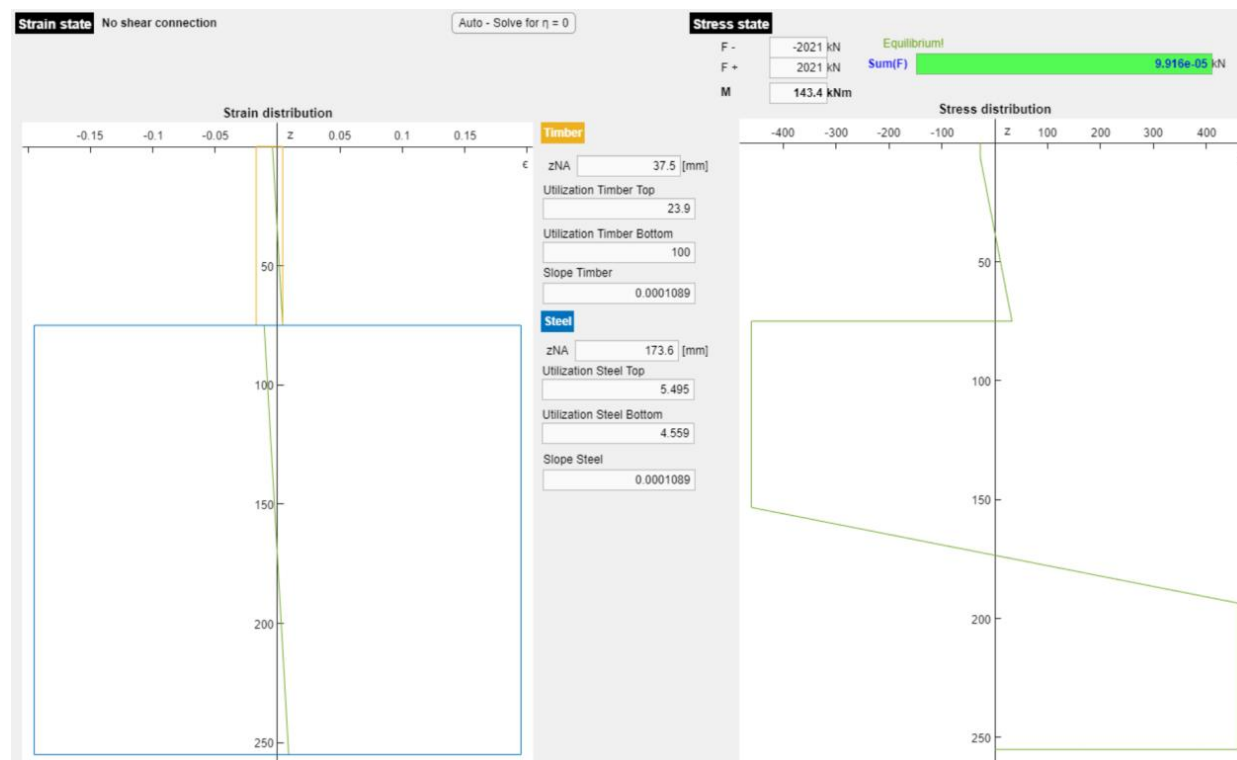 Strain state No shear connection Auto - Solve for η = 0 Stress state
F - -2021 kN Equilibrium!
F + 2021 kN Sum(F) 9.916e-05 kN
M 143.4 kNm
Strain distribution
-0.15 -0.1 -0.05 z 0.05 0.1 0.15
ε
50
100
150
200
250
Timber
zNA 37.5 [mm]
Utilization Timber Top
23.9
Utilization Timber Bottom
100
Slope Timber
0.0001089
Steel
zNA 173.6 [mm]
Utilization Steel Top
5.495
Utilization Steel Bottom
4.559
Slope Steel
0.0001089
Stress distribution
-400 -300 -200 -100 z 100 200 300 400
50
100
150
200
250